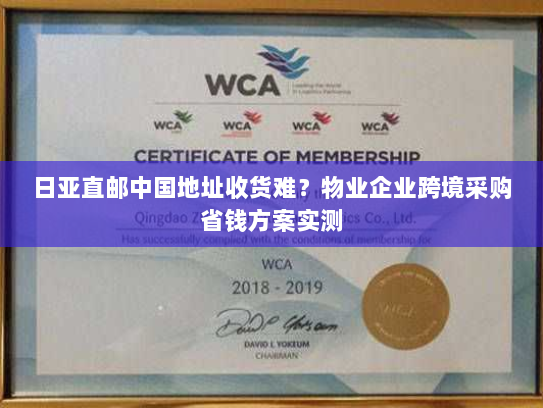 WCA
Leading the World
in Logistics Partnering
WCA WCA WCA WCA
CERTIFICATE OF MEMBERSHIP
日亚直邮中国地址收货难？物业企业跨境采购
省钱方案实测
Qingdao
Co., Ltd.
Has successfully complied with the conditions of membership for
WCA
2018 - 2019
DAVID L YOKEUM
CHAIRMAN